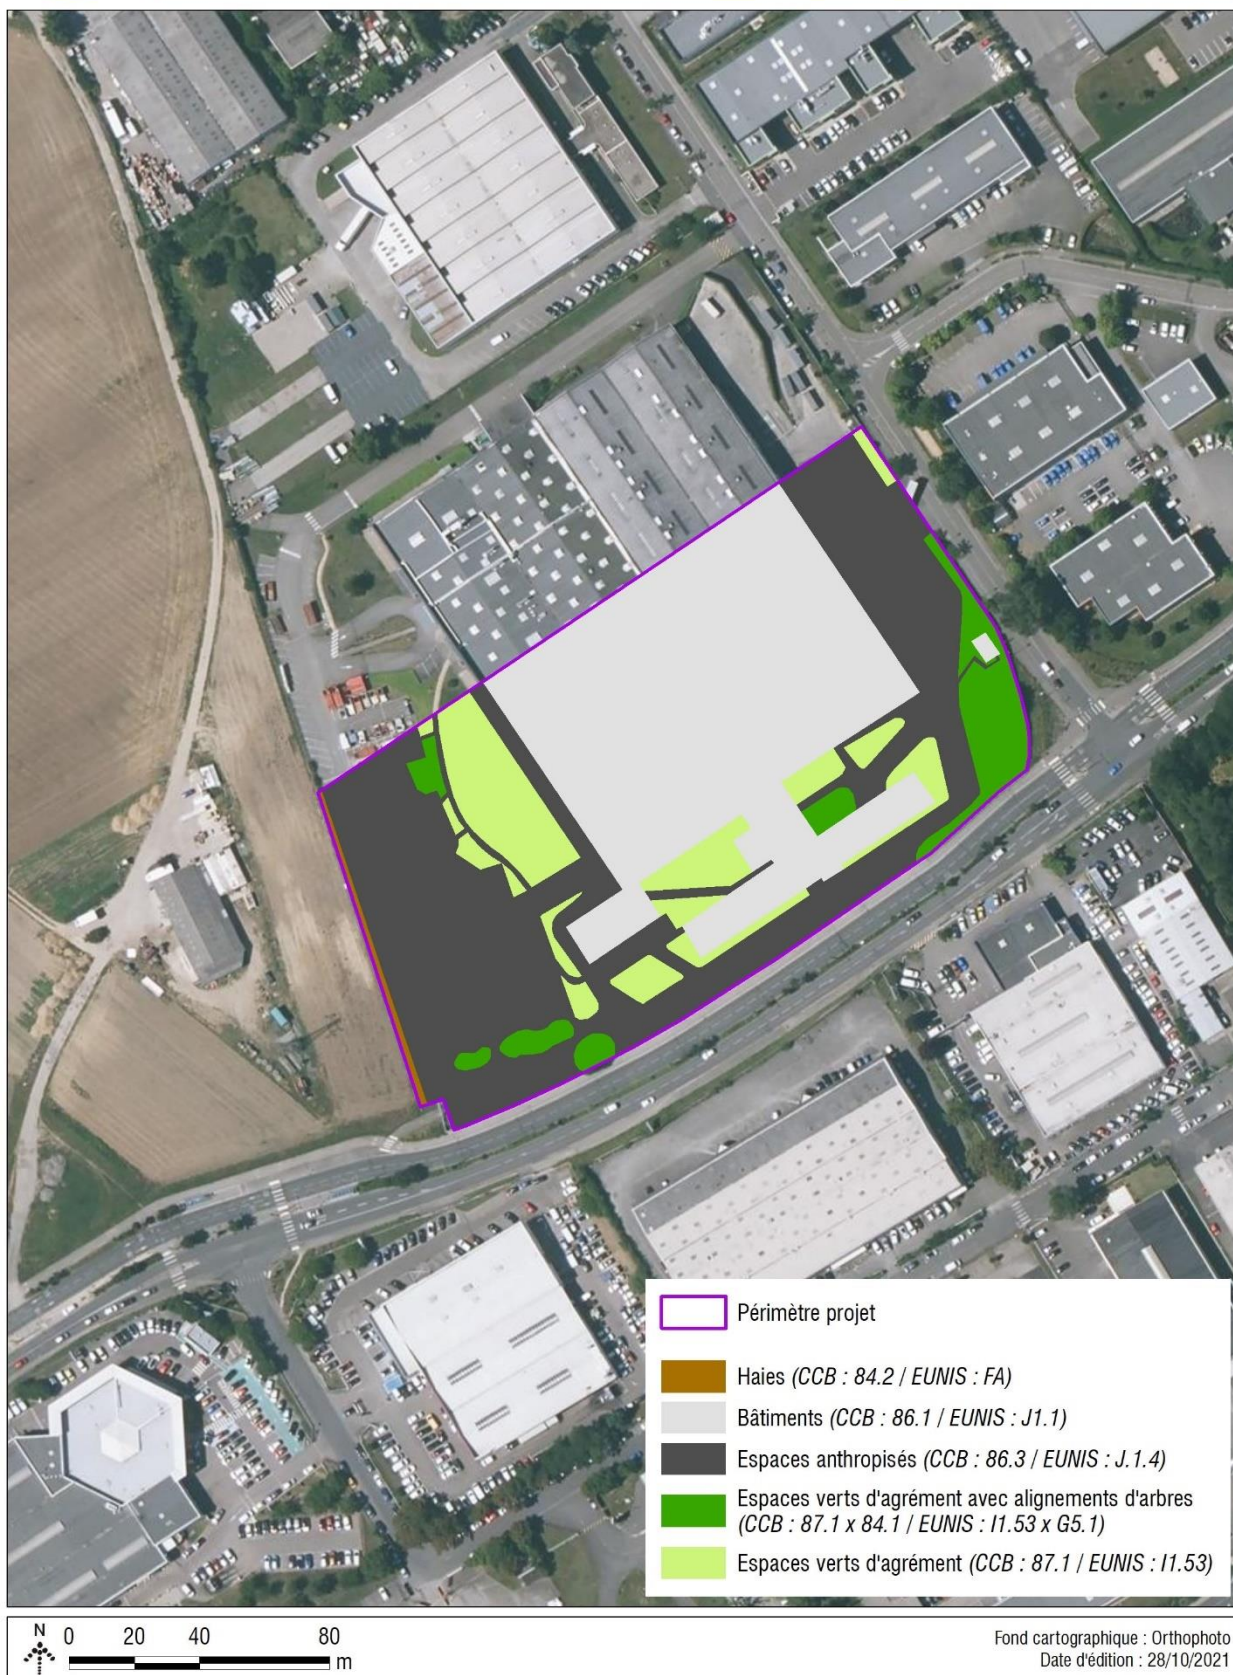 Périmètre projet
Haies (CCB : 84.2 / EUNIS : FA)
Bâtiments (CCB : 86.1 / EUNIS : J1.1)
Espaces anthropisés (CCB : 86.3 / EUNIS : J.1.4)
Espaces verts d'agrément avec alignements d'arbres
(CCB : 87.1 x 84.1 / EUNIS : I1.53 x G5.1)
Espaces verts d'agrément (CCB : 87.1 / EUNIS : I1.53)
N
0 20 40 80
m
Fond cartographique : Orthophoto
Date d'édition : 28/10/2021